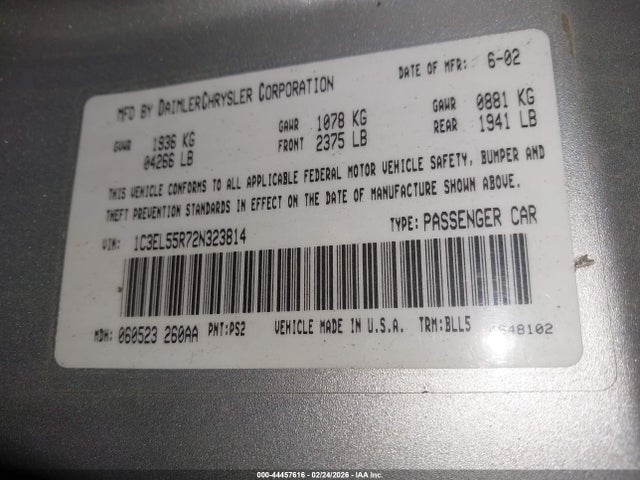 MFD BY DAIMLERCHRYSLER CORPORATION DATE OF MFR: 6-02
GVWR 1936 KG GAWR 1078 KG GAWR 0881 KG
04266 LB FRONT 2375 LB REAR 1941 LB
THIS VEHICLE CONFORMS TO ALL APPLICABLE FEDERAL MOTOR VEHICLE SAFETY, BUMPER AND
THEFT PREVENTION STANDARDS IN EFFECT ON THE DATE OF MANUFACTURE SHOWN ABOVE.
VIN: 1C3EL55R72N323814 TYPE: PASSENGER CAR
MDH: 060523 260AA PNT:PS2 VEHICLE MADE IN U.S.A. TRM:BLL5 4648102
000-44457616 - 02/24/2026 - IAA Inc.